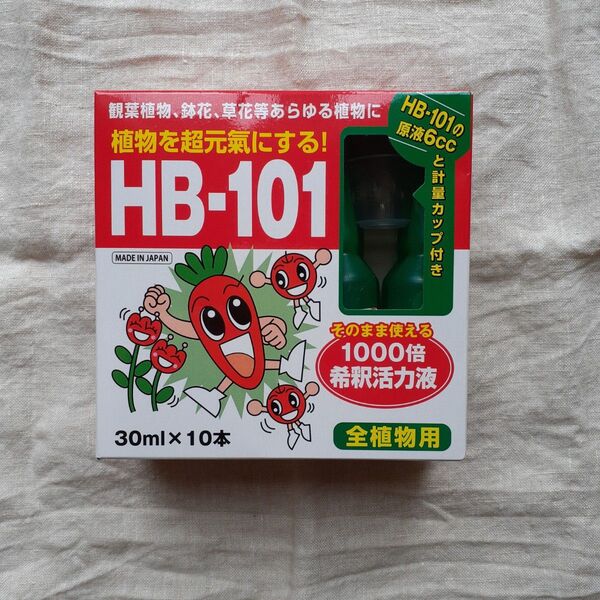 観葉植物、鉢花、草花等あらゆる植物に
植物を超元氣にする!
HB-101
MADE IN JAPAN
HB-101の
原液6cc
と計量カップ付き
そのまま使える
1000倍
希釈活力液
30ml×10本
全植物用